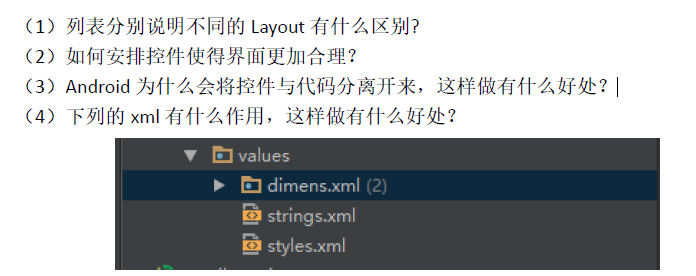 （1）列表分别说明不同的 Layout 有什么区别?
（2）如何安排控件使得界面更加合理？
（3）Android 为什么会将控件与代码分离开来，这样做有什么好处？
（4）下列的 xml 有什么作用，这样做有什么好处？
values
dimens.xml (2)
strings.xml
styles.xml